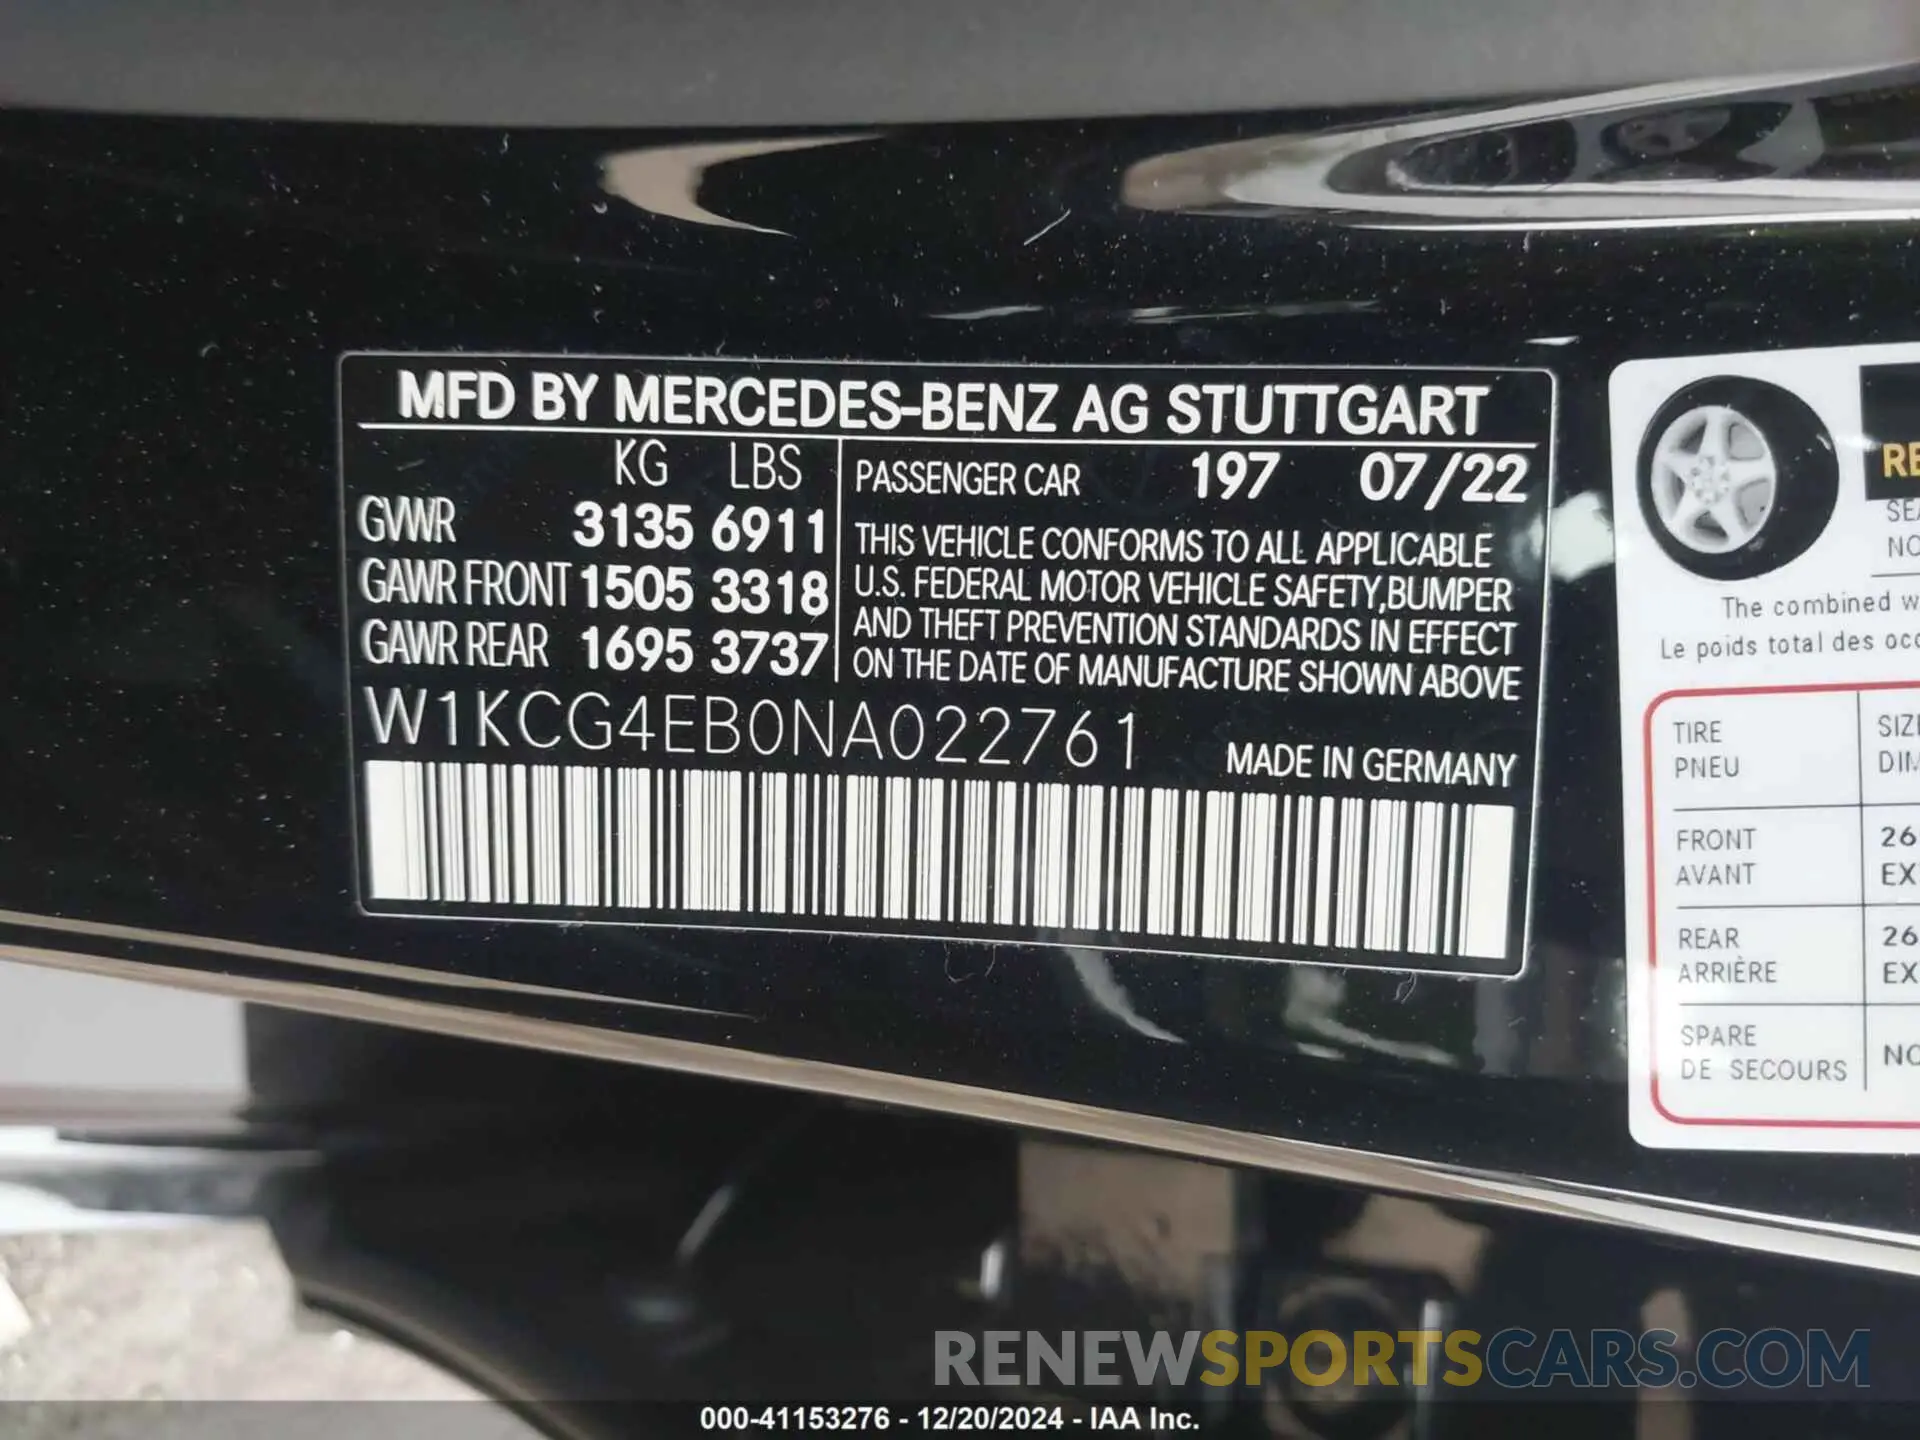 MFD BY MERCEDES-BENZ AG STUTTGART
KG LBS
GVWR 3135 6911
GAWR FRONT 1505 3318
GAWR REAR 1695 3737
PASSENGER CAR 197 07/22
THIS VEHICLE CONFORMS TO ALL APPLICABLE
U.S. FEDERAL MOTOR VEHICLE SAFETY,BUMPER
AND THEFT PREVENTION STANDARDS IN EFFECT
ON THE DATE OF MANUFACTURE SHOWN ABOVE
W1KCG4EB0NA022761
MADE IN GERMANY
The combined
Le poids total des
TIRE
PNEU
FRONT
AVANT
26
EX
REAR
ARRIÈRE
26
EX
SPARE
DE SECOURS
RENEWSPORTSCARS.COM
000-41153276 - 12/20/2024 - IAA Inc.